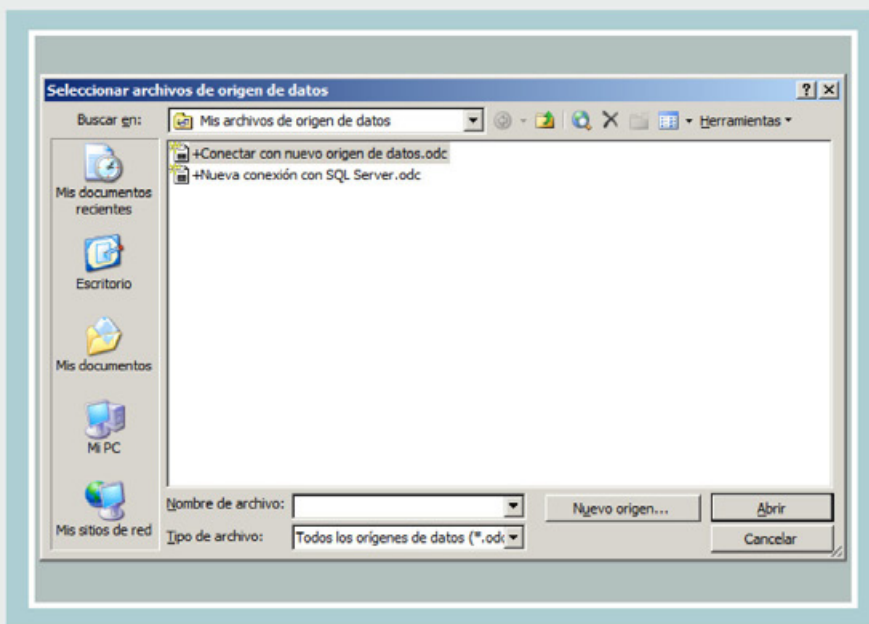 Seleccionar archivos de origen de datos
Buscar en:
Mis archivos de origen de datos
Herramientas
+Conectar con nuevo origen de datos.odc
+Nueva conexión con SQL Server.odc
Mis documentos
recientes
Escritorio
Mis documentos
Mi PC
Mis sitios de red
Nombre de archivo:
Nuevo origen...
Abrir
Tipo de archivo:
Todos los orígenes de datos (*.odc
Cancelar